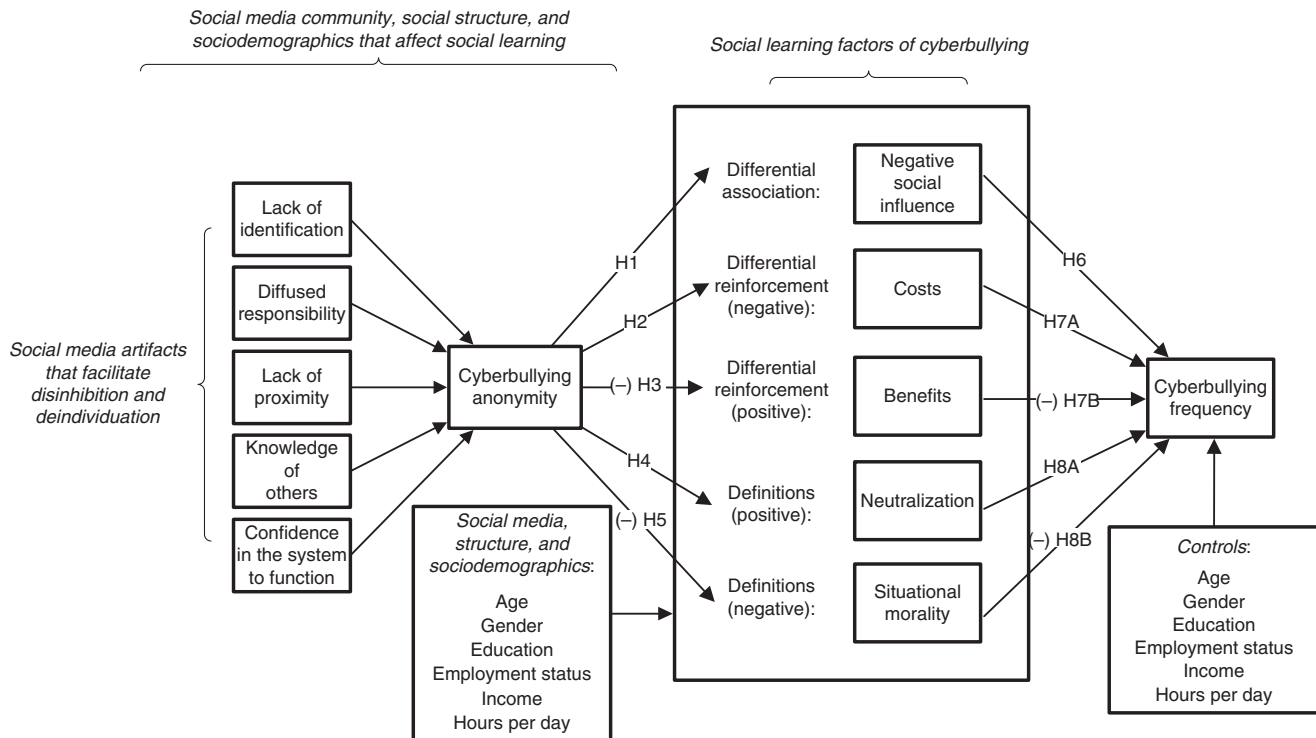 Social media community, social structure, and
sociodemographics that affect social learning
Social learning factors of cyberbullying
Social media artifacts
that facilitate
disinhibition and
deindividuation
Lack of
identification
Diffused
responsibility
Lack of
proximity
Knowledge
of
others
Confidence
in the system
to function
Cyberbullying
anonymity
H1
H2
(–) H3
H4
(–) H5
Social media,
structure, and
sociodemographics:
Age
Gender
Education
Employment status
Income
Hours per day
Differential
association:
Negative
social
influence
Differential
reinforcement
(negative):
Costs
Differential
reinforcement
(positive):
Benefits
Definitions
(positive):
Neutralization
Definitions
(negative):
Situational
morality
H6
H7A
(–) H7B
H8A
(–) H8B
Cyberbullying
frequency
Controls:
Age
Gender
Education
Employment status
Income
Hours per day